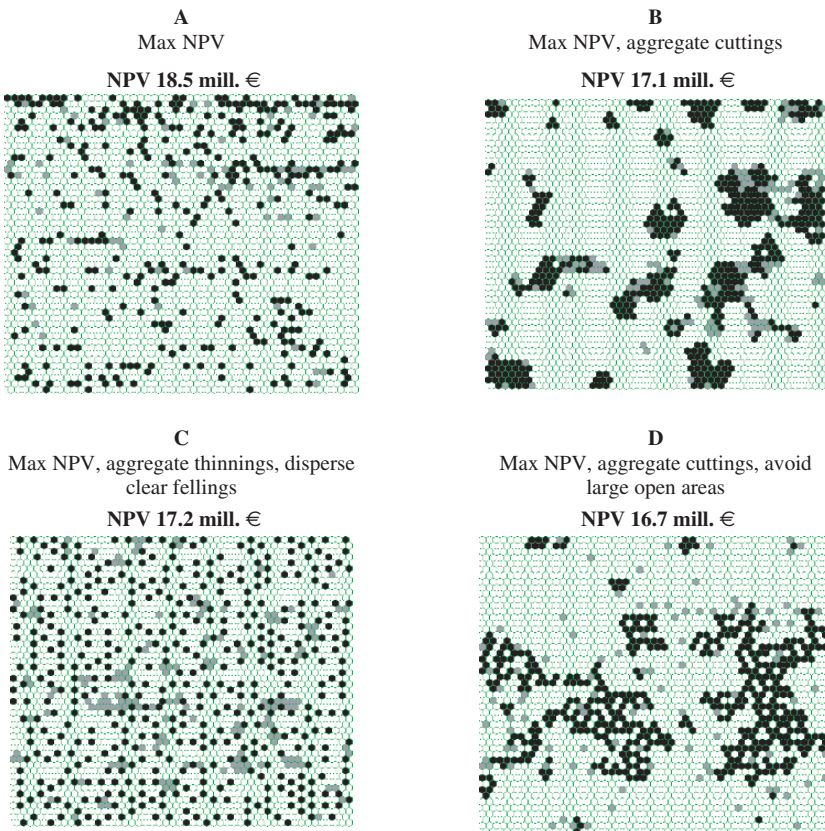 A
Max NPV
NPV 18.5 mill. €
B
Max NPV, aggregate cuttings
NPV 17.1 mill. €
C
Max NPV, aggregate thinnings, disperse
clear fellings
NPV 17.2 mill. €
D
Max NPV, aggregate cuttings, avoid
large open areas
NPV 16.7 mill. €